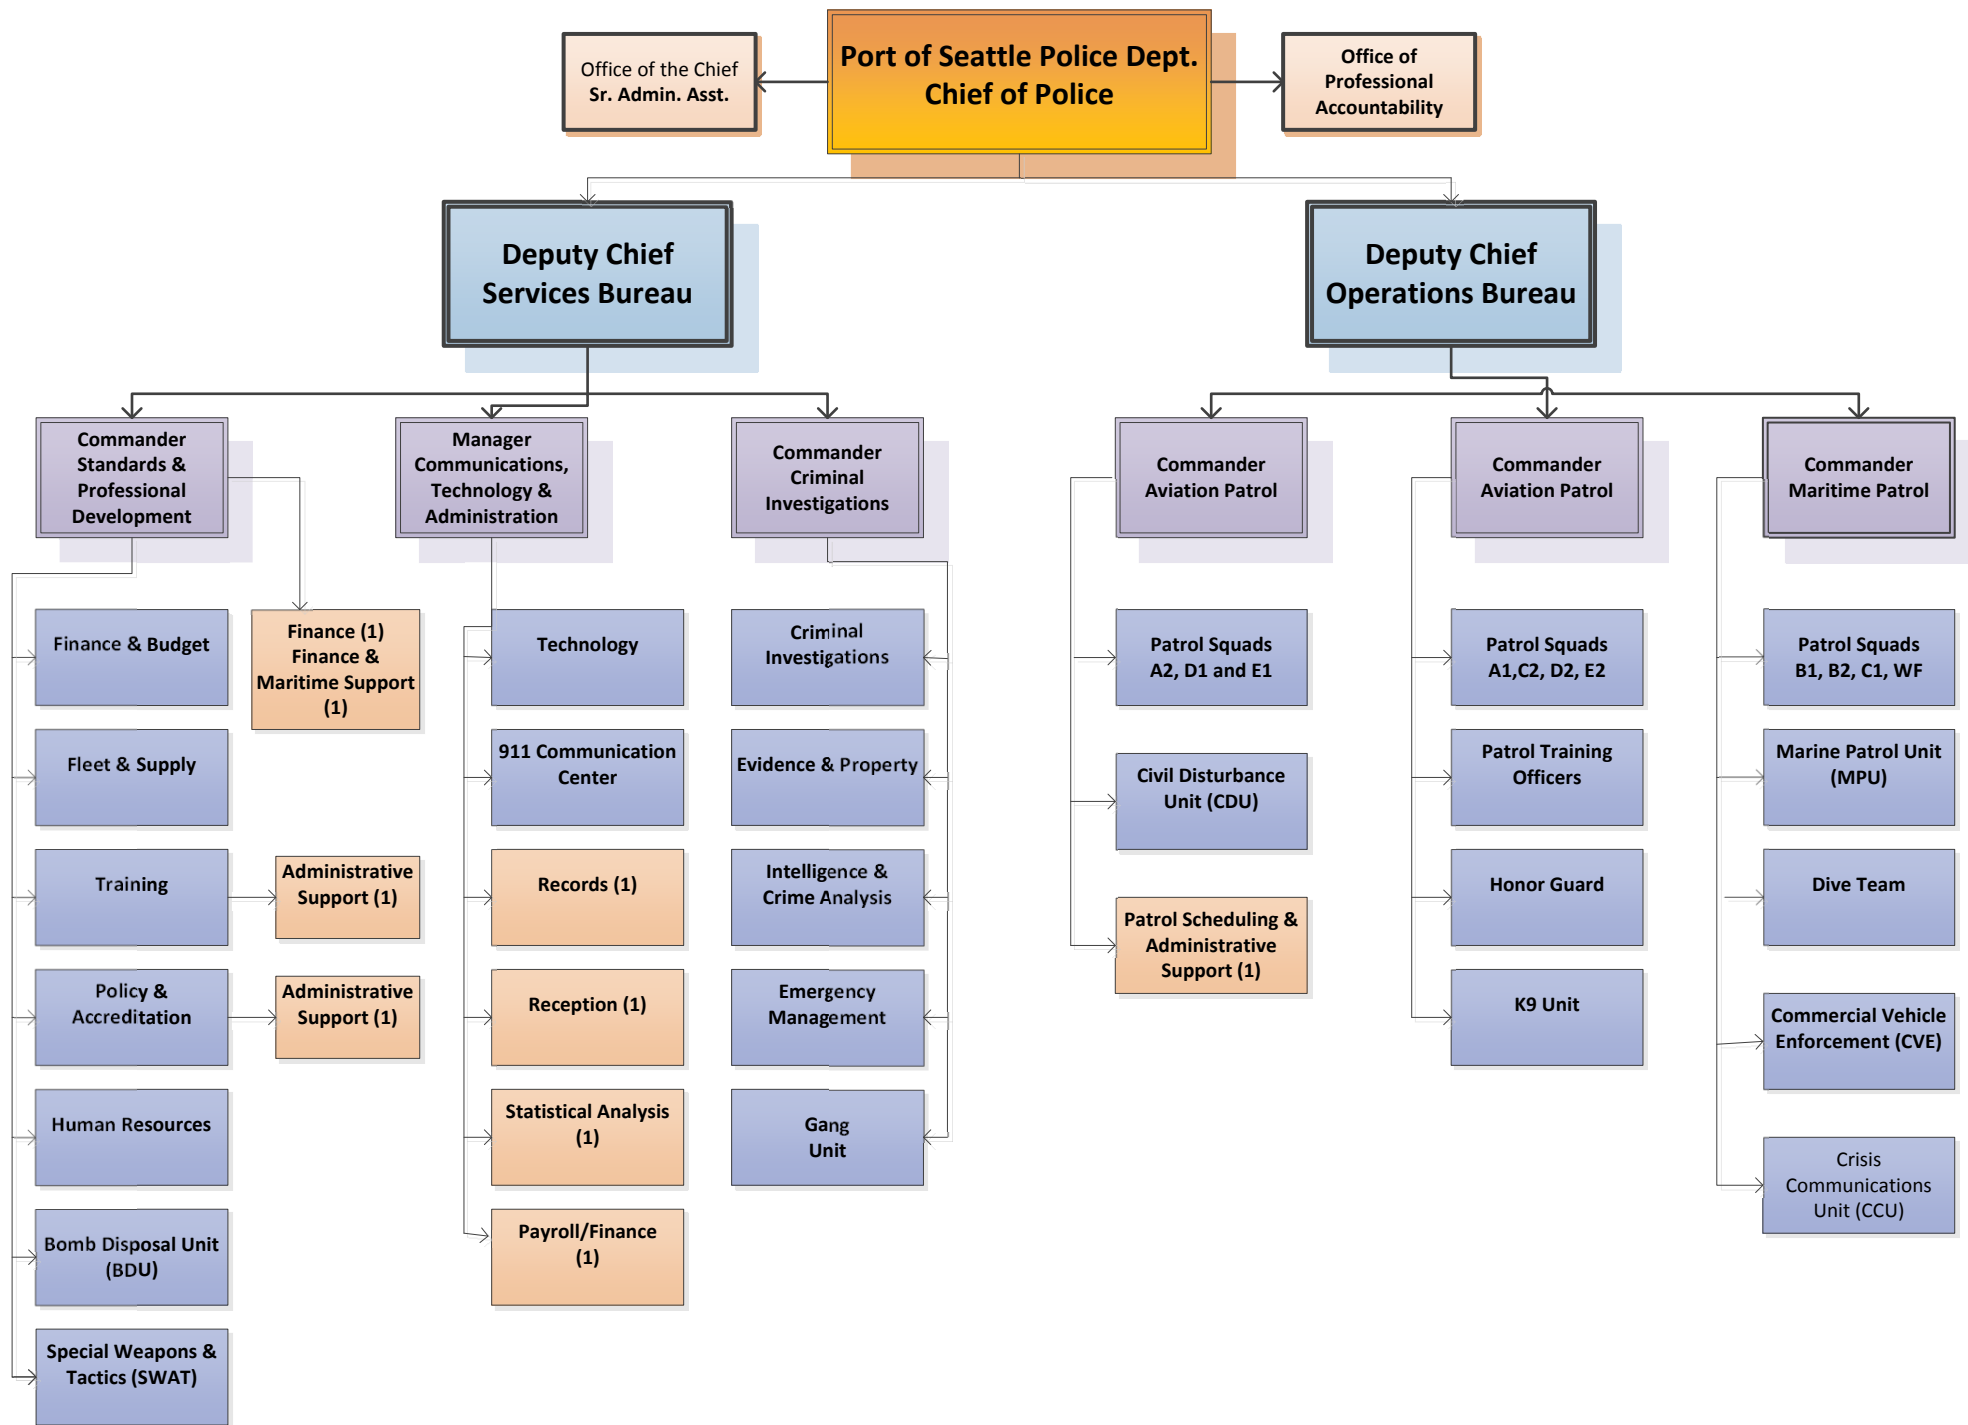 Port of Seattle Police Dept.
Chief of Police
Office of the Chief
Sr. Admin. Asst.
Office of
Professional
Accountability
Deputy Chief
Services Bureau
Deputy Chief
Operations Bureau
Commander
Standards &
Professional
Development
Manager
Communications,
Technology &
Administration
Commander
Criminal
Investigations
Commander
Aviation Patrol
Commander
Aviation Patrol
Commander
Maritime Patrol
Finance & Budget
Finance (1)
Finance &
Maritime Support
(1)
Fleet & Supply
Training
Administrative
Support (1)
Policy &
Accreditation
Administrative
Support (1)
Human Resources
Bomb Disposal Unit
(BDU)
Special Weapons &
Tactics (SWAT)
Technology
911 Communication
Center
Records (1)
Reception (1)
Statistical Analysis
(1)
Payroll/Finance
(1)
Criminal
Investigations
Evidence & Property
Intelligence &
Crime Analysis
Emergency
Management
Gang
Unit
Patrol Squads
A2, D1 and E1
Civil Disturbance
Unit (CDU)
Patrol Scheduling &
Administrative
Support (1)
Patrol Squads
A1,C2, D2, E2
Patrol Training
Officers
Honor Guard
K9 Unit
Patrol Squads
B1, B2, C1, WF
Marine Patrol Unit
(MPU)
Dive Team
Commercial Vehicle
Enforcement (CVE)
Crisis
Communications
Unit (CCU)